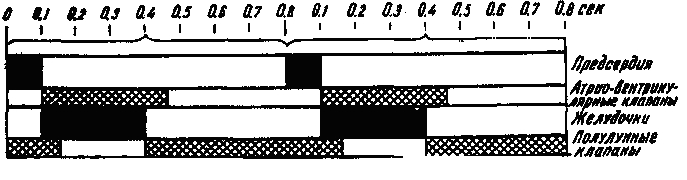 0 0.1 0.2 0.3 0.4 0.5 0.6 0.7 0.8 0.1 0.2 0.3 0.4 0.5 0.6 0.7 0.8 сек
Предсердия
Атрио-вентрику-
лярные клапаны
Желудочки
Полулунные
клапаны